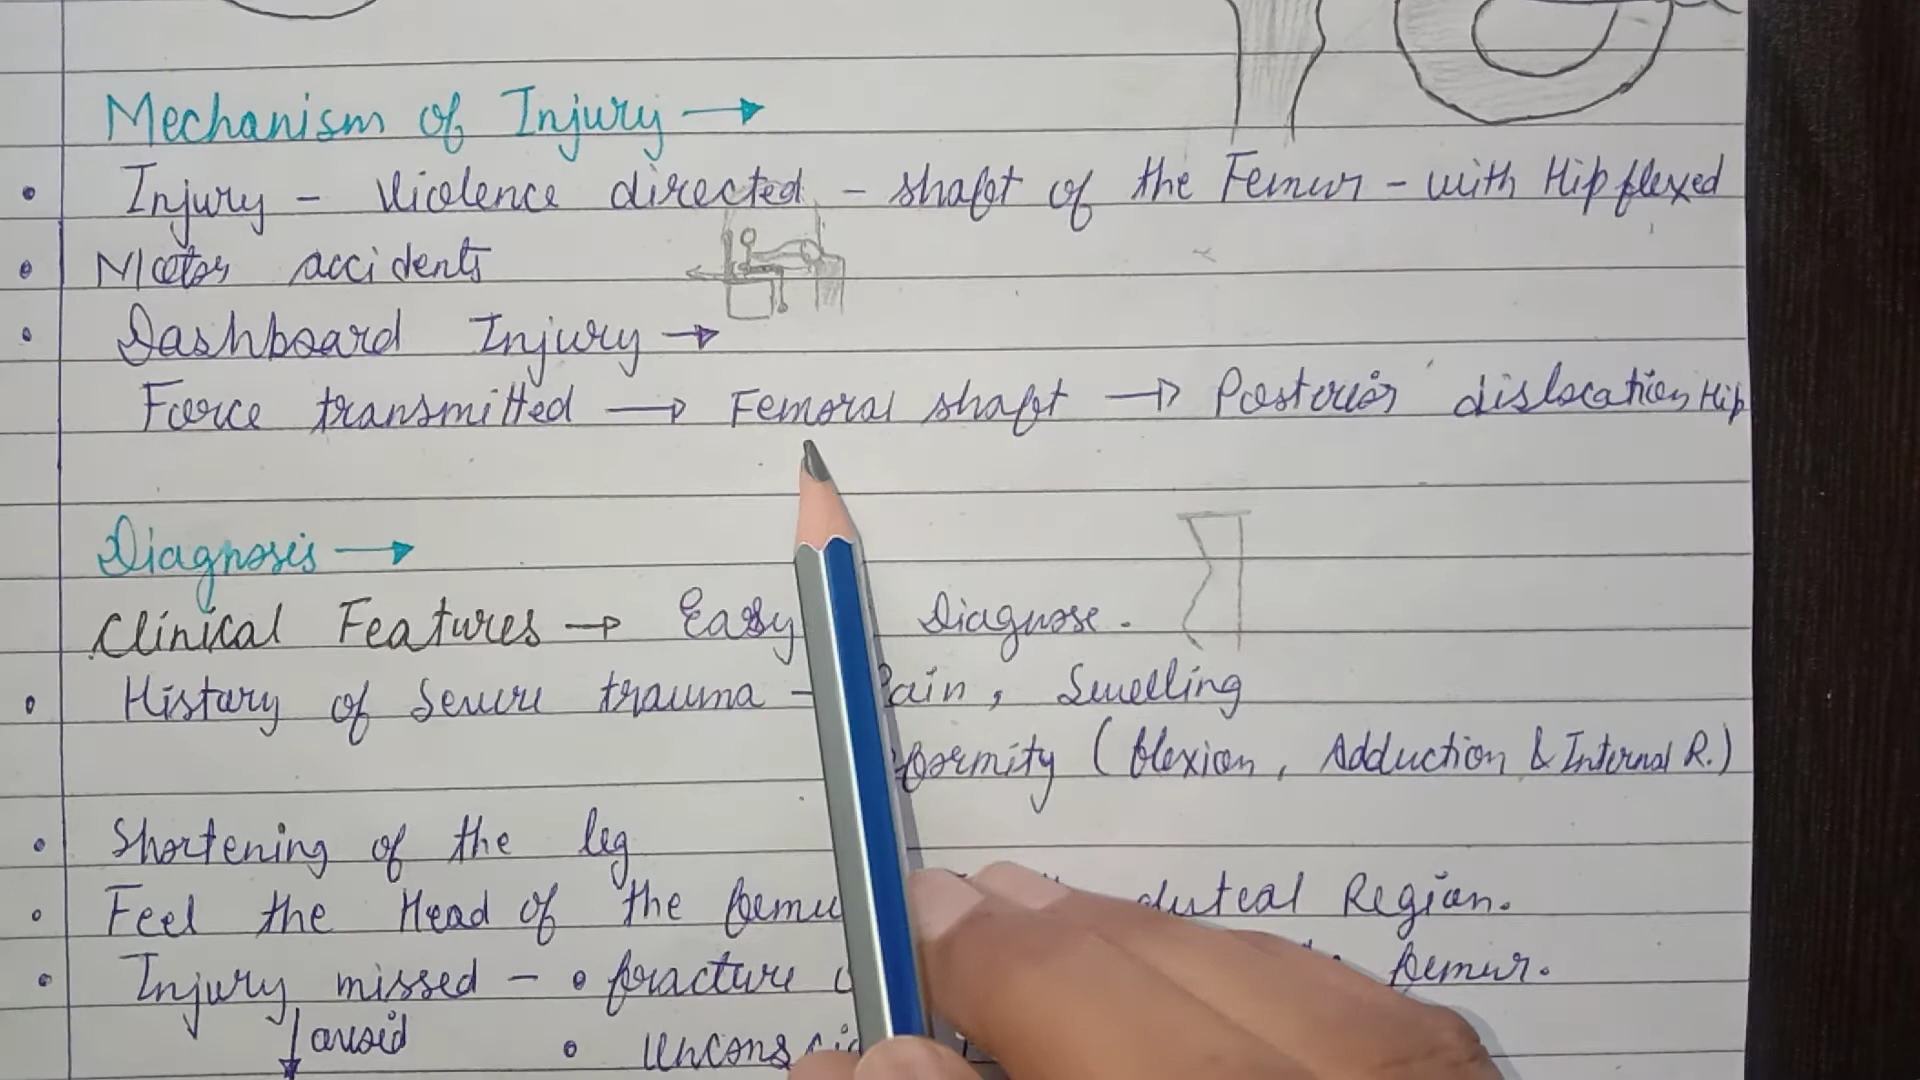 Mechanism of Injury →
• Injury - Violence directed - shaft of the Femur - with Hip flexed
• Motor accidents
• Dashboard Injury →
Force transmitted → Femoral shaft → Posterior dislocation Hip
Diagnosis →
Clinical Features → Easy Diagnose.
• History of Severe trauma - Pain, Swelling
formity (flexion, Adduction & Internal R.)
• Shortening of the leg
• Feel the Head of the femu Region.
• Injury missed - • fracture femur.
↓ avoid •